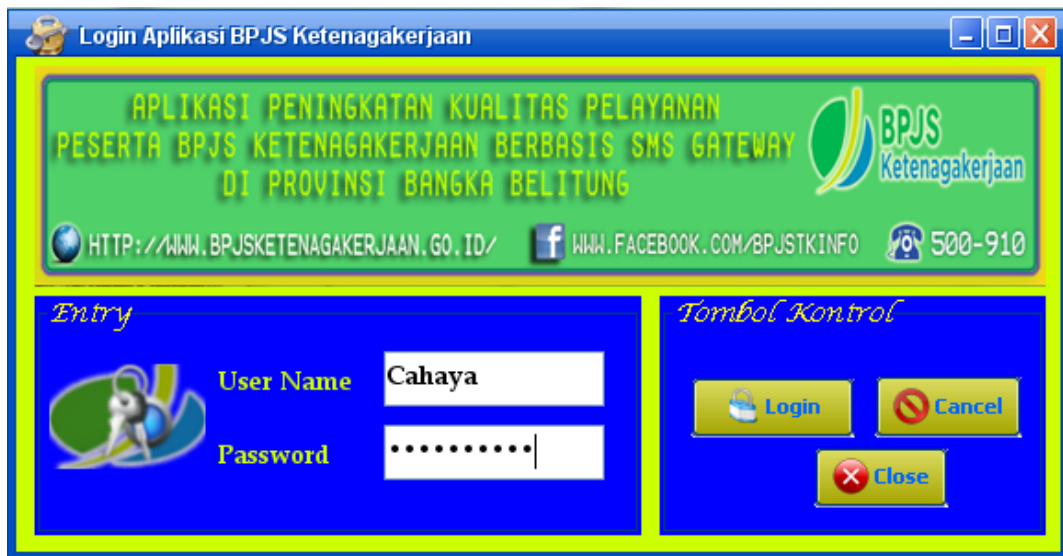 Login Aplikasi BPJS Ketenagakerjaan
APLIKASI PENINGKATAN KUALITAS PELAYANAN
PESERTA BPJS KETENAGAKERJAAN BERBASIS SMS GATEWAY
DI PROVINSI BANGKA BELITUNG
BPJS
Ketenagakerjaan
HTTP://WWW.BPJSKETENAGAKERJAAN.GO.ID/
WWW.FACEBOOK.COM/BPJSTKINFO
500-910
Entry
User Name
Cahaya
Password
••••••••••
Tombol Kontrol
Login
Cancel
Close